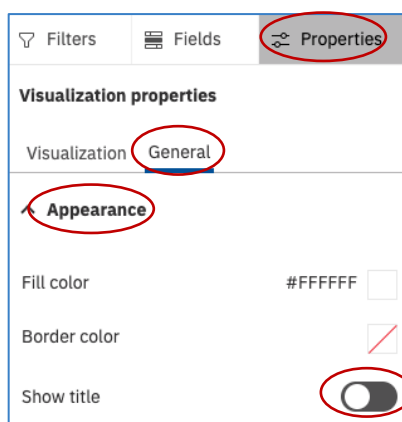 Filters Fields Properties
Visualization properties
Visualization General
Appearance
Fill color #FFFFFF
Border color
Show title